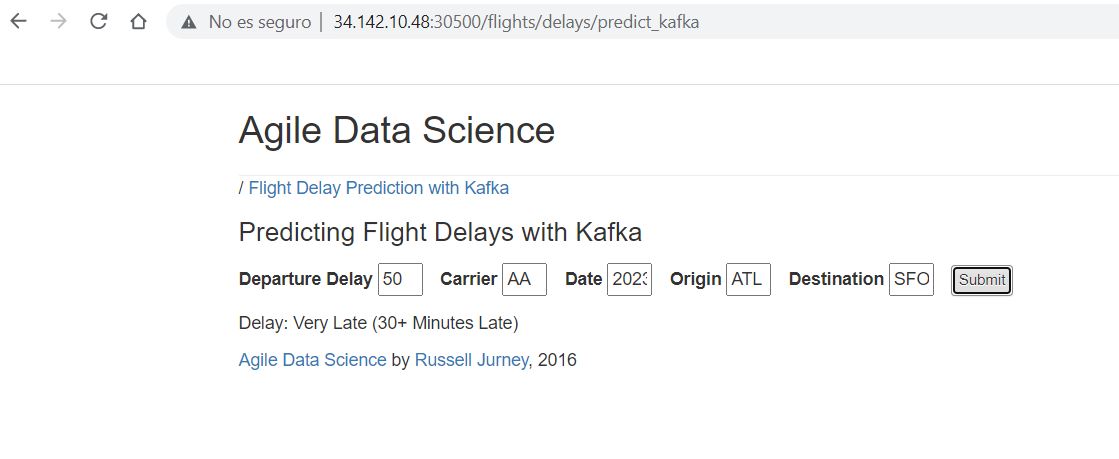 No es seguro | 34.142.10.48:30500/flights/delays/predict_kafka
Agile Data Science
/ Flight Delay Prediction with Kafka
Predicting Flight Delays with Kafka
Departure Delay 50 Carrier AA Date 2023 Origin ATL Destination SFO Submit
Delay: Very Late (30+ Minutes Late)
Agile Data Science by Russell Jurney, 2016